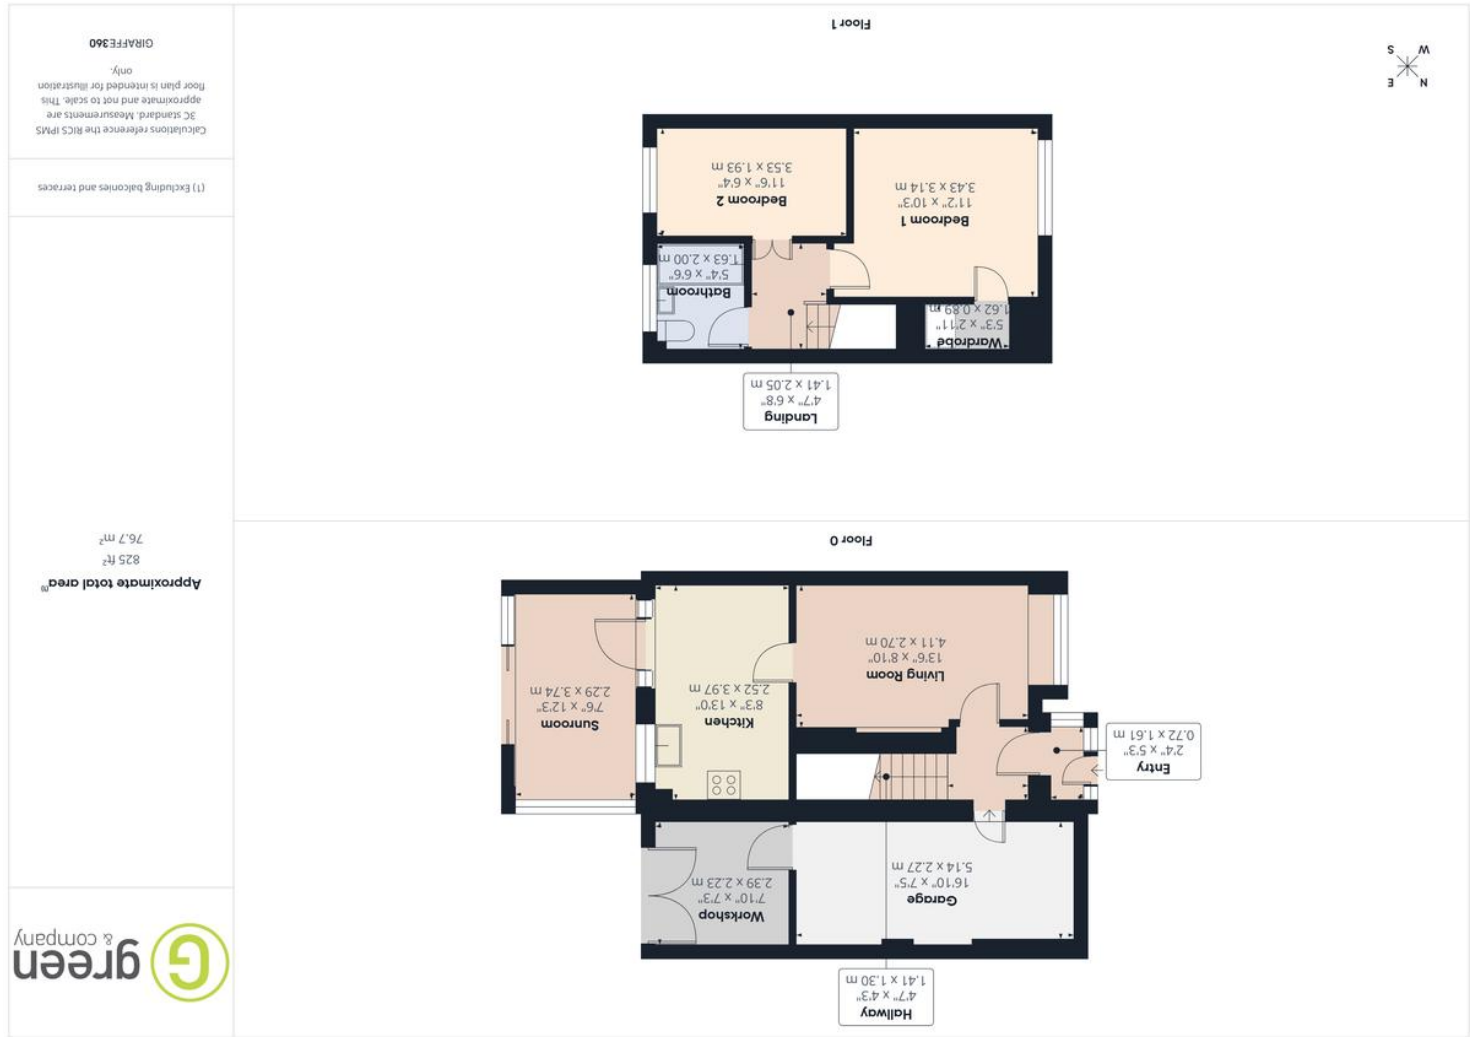 Hallway
4'7" x 4'3"
1.41 x 1.30 m
Garage
16'10" x 7'5"
5.14 x 2.27 m
Workshop
7'10" x 7'3"
2.39 x 2.23 m
Entry
2'4" x 5'3"
0.72 x 1.61 m
Living Room
13'6" x 8'10"
4.11 x 2.70 m
Kitchen
8'3" x 13'0"
2.52 x 3.97 m
Sunroom
7'6" x 12'3"
2.29 x 3.74 m
Floor 0
Landing
4'7" x 6'8"
1.41 x 2.05 m
Wardrobe
5'3" x 2'11"
1.62 x 0.89 m
Bathroom
5'4" x 6'6"
1.63 x 2.00 m
Bedroom 1
11'2" x 10'3"
3.43 x 3.14 m
Bedroom 2
11'6" x 6'4"
3.53 x 1.93 m
N E
W S
Floor 1
G green
& company
Approximate total area(1)
825 ft²
76.7 m²
(1) Excluding balconies and terraces
Calculations reference the RICS IPMS
3C standard. Measurements are
approximate and not to scale. This
floor plan is intended for illustration
only.
GIRAFFE360